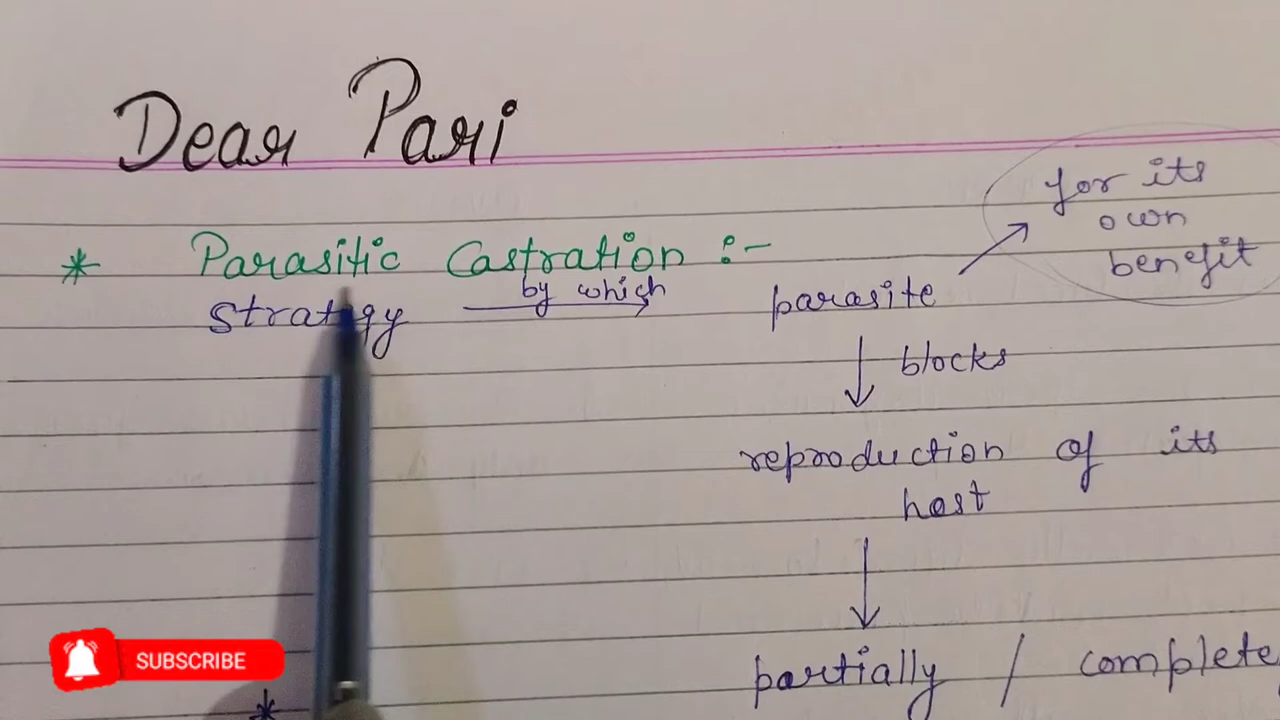 Dear Pari
* Parasitic Castration :-
strategy by which parasite
for its
own
benefit
blocks
reproduction of its
host
partially / complete
*
SUBSCRIBE